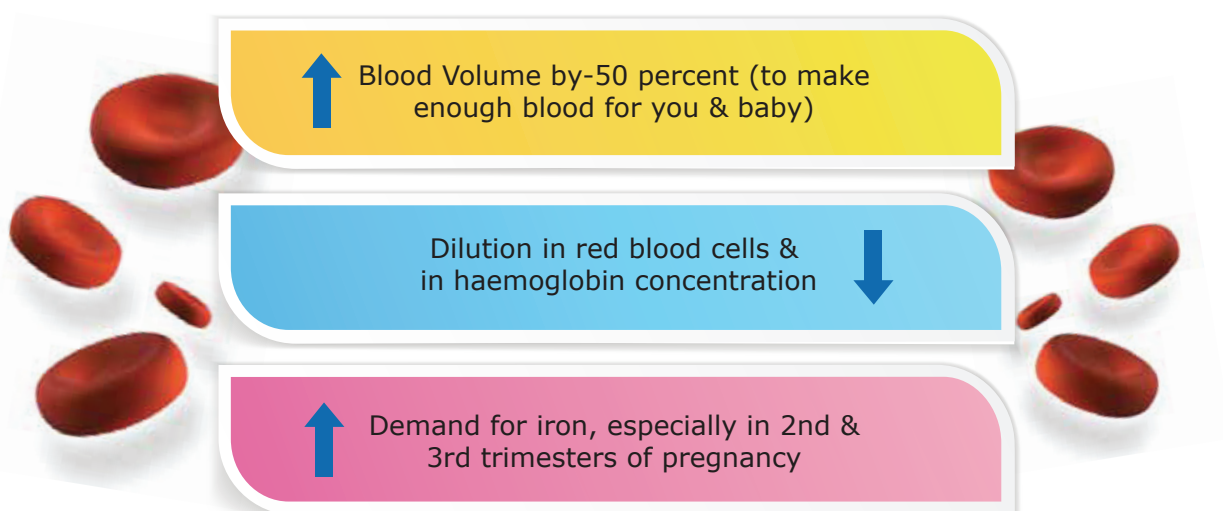 Blood Volume by-50 percent (to make
enough blood for you & baby)
Dilution in red blood cells &
in haemoglobin concentration
Demand for iron, especially in 2nd &
3rd trimesters of pregnancy